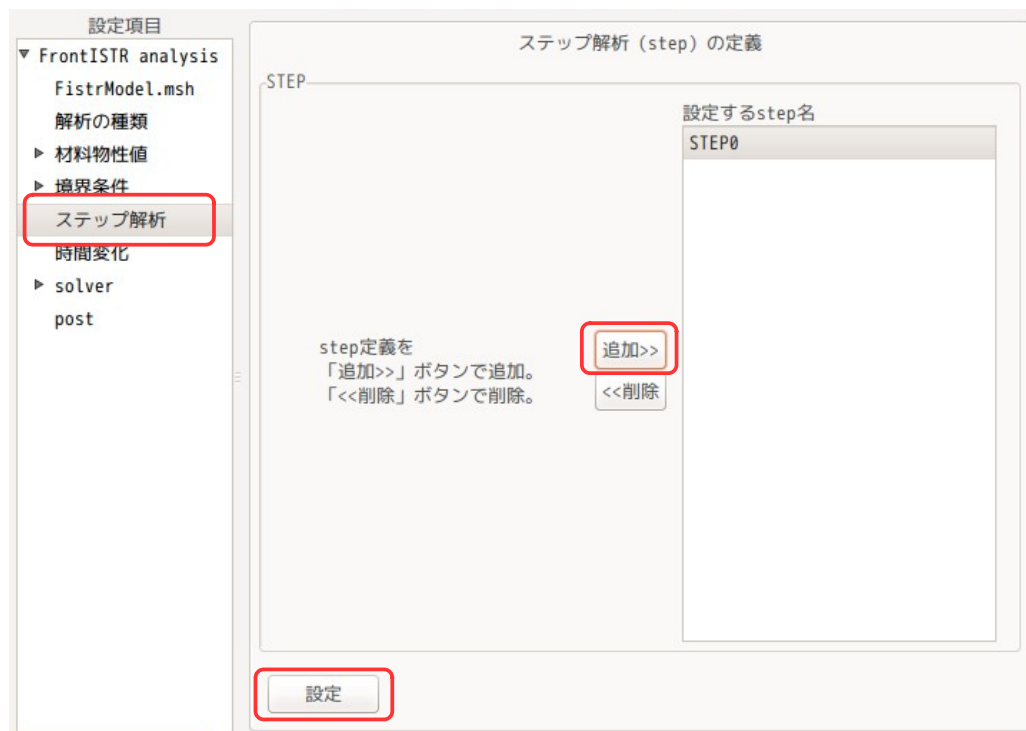 設定項目
FrontISTR analysis
FistrModel.msh
解析の種類
材料物性値
境界条件
ステップ解析
時間変化
solver
post
ステップ解析 (step) の定義
STEP
設定するstep名
STEP0
step定義を
「追加>>」ボタンで追加。
「<<削除」ボタンで削除。
追加>>
<<削除
設定